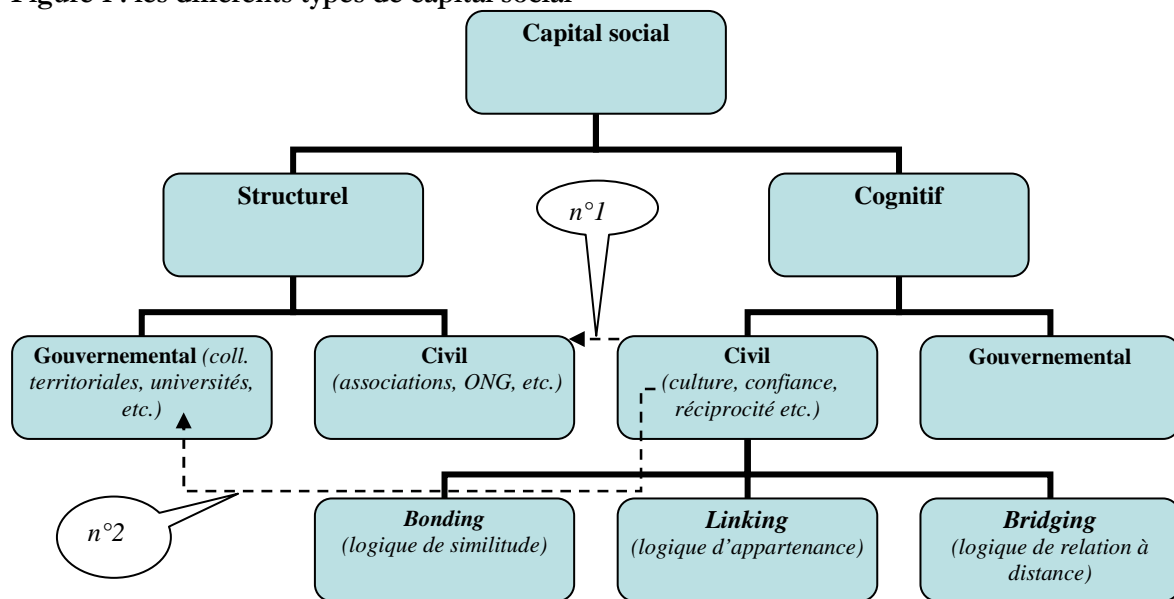 Figure 1 : les différents types de capital social
Capital social
Structurel
n°1
Cognitif
Gouvernemental (coll.
territoriales, universités,
etc.)
Civil
(associations, ONG, etc.)
Civil
(culture, confiance,
réciprocité etc.)
Gouvernemental
n°2
Bonding
(logique de similitude)
Linking
(logique d'appartenance)
Bridging
(logique de relation à
distance)